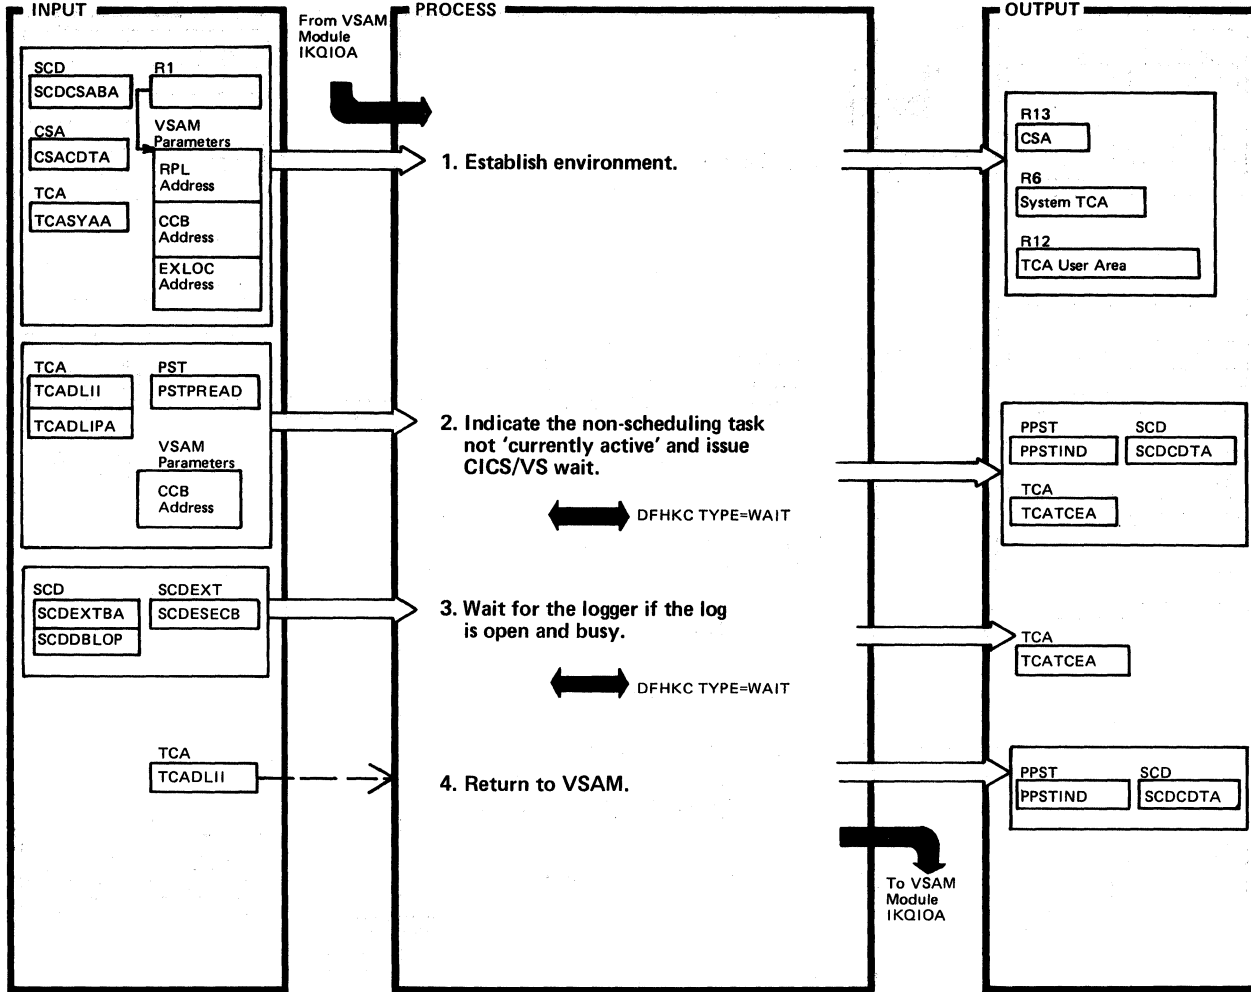 INPUT
From VSAM
Module
IKQIOA
PROCESS
OUTPUT
SCD
R1
SCDCSABA
CSA
CSACDTA
VSAM
Parameters
RPL
Address
TCA
TCASYAA
CCB
Address
EXLOC
Address
1. Establish environment.
R13
CSA
R6
System TCA
R12
TCA User Area
TCA
PST
TCADLII
PSTPREAD
TCADLIPA
VSAM
Parameters
CCB
Address
2. Indicate the non-scheduling task
not 'currently active' and issue
CICS/VS wait.
DFHKC TYPE=WAIT
PPST
SCD
PPSTIND
SCDCDTA
TCA
TCATCEA
SCD
SCDEXT
SCDEXTBA
SCDESECB
SCDDBLOP
3. Wait for the logger if the log
is open and busy.
DFHKC TYPE=WAIT
TCA
TCATCEA
TCA
TCADLII
4. Return to VSAM.
PPST
SCD
PPSTIND
SCDCDTA
To VSAM
Module
IKQIOA